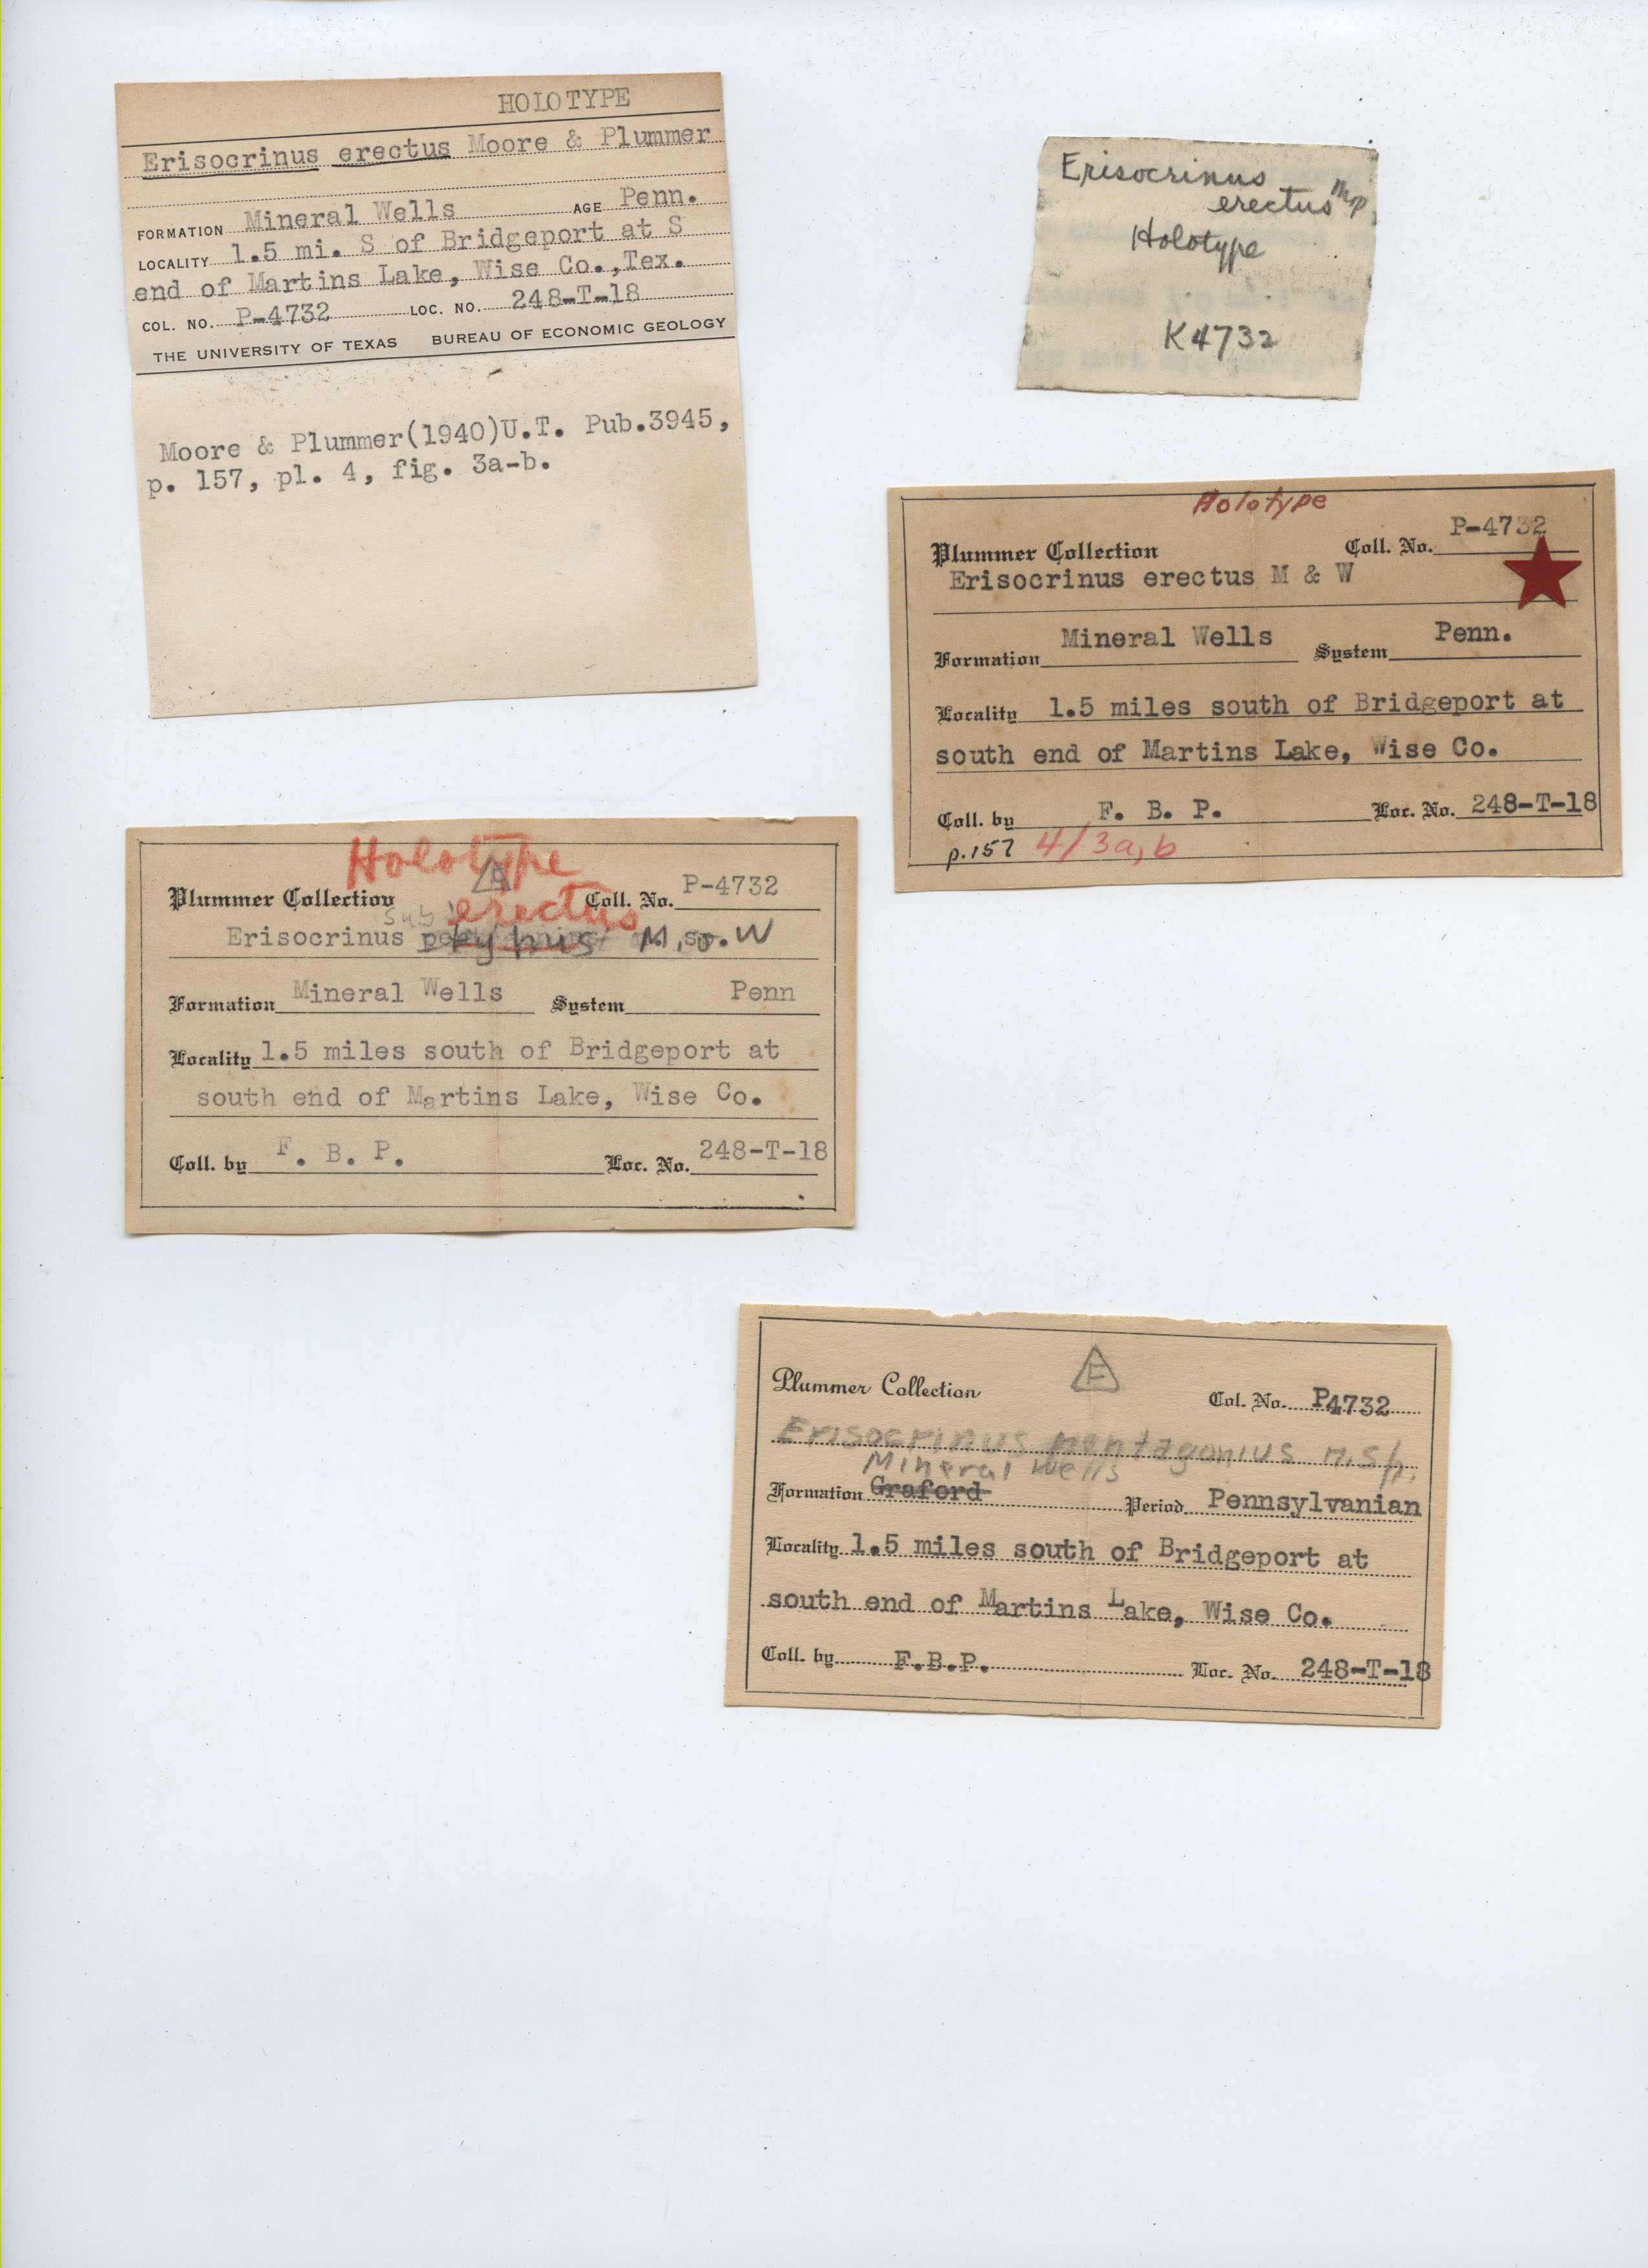 HOLOTYPE
Erisocrinus erectus Moore & Plummer
FORMATION Mineral Wells AGE Penn.
LOCALITY 1.5 mi. S of Bridgeport at S
end of Martins Lake, Wise Co.,Tex.
COL. NO. P-4732 LOC. NO. 248-T-18
THE UNIVERSITY OF TEXAS BUREAU OF ECONOMIC GEOLOGY
Moore & Plummer(1940)U.T. Pub.3945,
p. 157, pl. 4, fig. 3a-b.
Erisocrinus
erectus
Holotype
K4732
Holotype
Plummer Collection Coll. No. P-4732
Erisocrinus erectus M & W
Formation Mineral Wells System Penn.
Locality 1.5 miles south of Bridgeport at
south end of Martins Lake, Wise Co.
Coll. by F. B. P. Loc. No. 248-T-18
p.157 4/3a,b
Holotype
Plummer Collection Coll. No. P-4732
sub erectus
Erisocrinus typus M. W
Formation Mineral Wells System Penn
Locality 1.5 miles south of Bridgeport at
south end of Martins Lake, Wise Co.
Coll. by F. B. P. Loc. No. 248-T-18
E
Plummer Collection Col. No. P4732
Erisocrinus pentagonius n.sp.
Mineral Wells
Formation Graford Period Pennsylvanian
Locality 1.5 miles south of Bridgeport at
south end of Martins Lake, Wise Co.
Coll. by F.B.P. Loc. No. 248-T-18